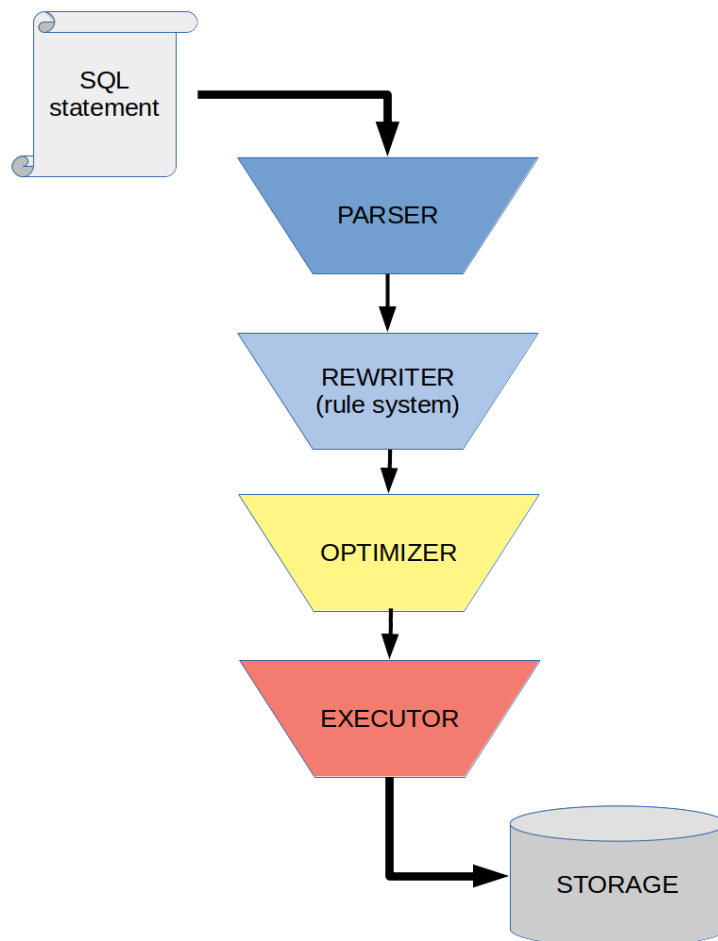 SQL
statement
PARSER
REWRITER
(rule system)
OPTIMIZER
EXECUTOR
STORAGE